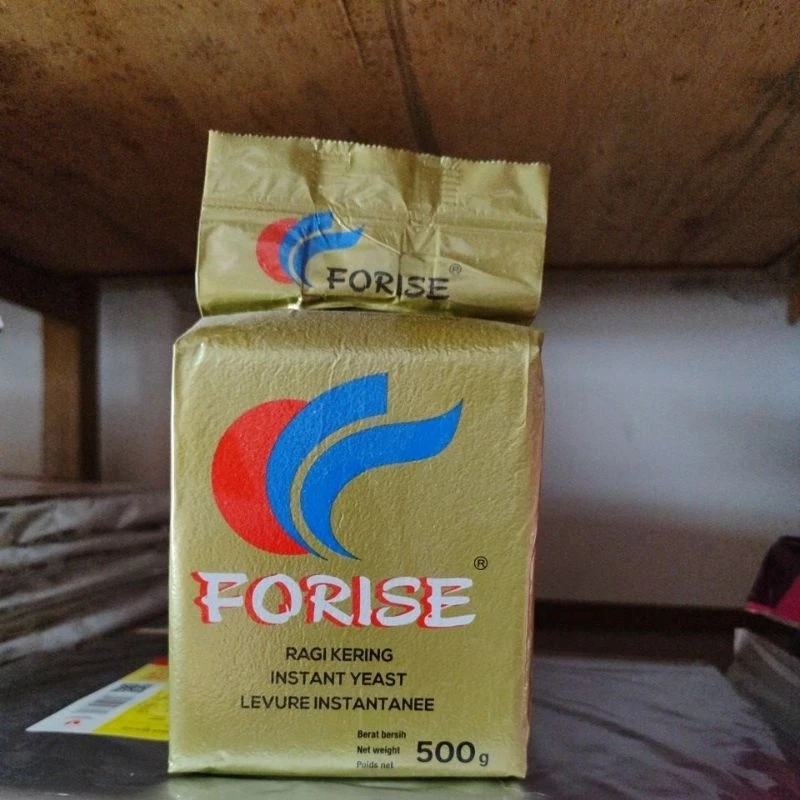 FORISE®
FORISE®
RAGI KERING
INSTANT YEAST
LEVURE INSTANTANEE
Berat bersih
Net weight 500g
Poids net